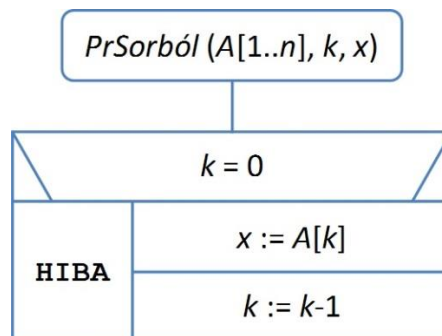 PrSorból (A[1..n], k, x)
k = 0
x := A[k]
HIBA
k := k-1